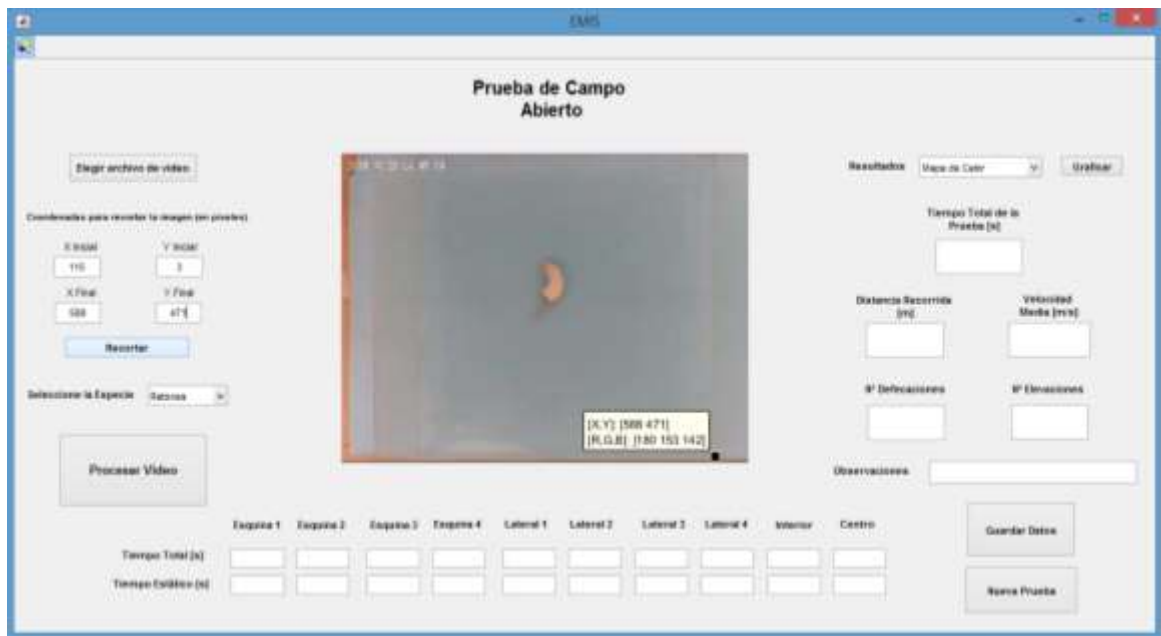 EMIS
Prueba de Campo
Abierto
Elegir archivo de video
Coordenadas para recortar la imagen (en pixeles)
X Inicial
Y Inicial
115
3
X Final
Y Final
588
471
Recortar
Seleccione la Especie
Ratones
Procesar Video
[X,Y]: [588 471]
[R,G,B]: [180 153 142]
Resultados
Mapa de Calor
Graficar
Tiempo Total de la
Prueba [s]
Distancia Recorrida
[m]
Velocidad
Media [m/s]
Nº Defecaciones
Nº Elevaciones
Observaciones
Esquina 1
Esquina 2
Esquina 3
Esquina 4
Lateral 1
Lateral 2
Lateral 3
Lateral 4
Interior
Centro
Tiempo Total [s]
Tiempo Estático [s]
Guardar Datos
Nueva Prueba